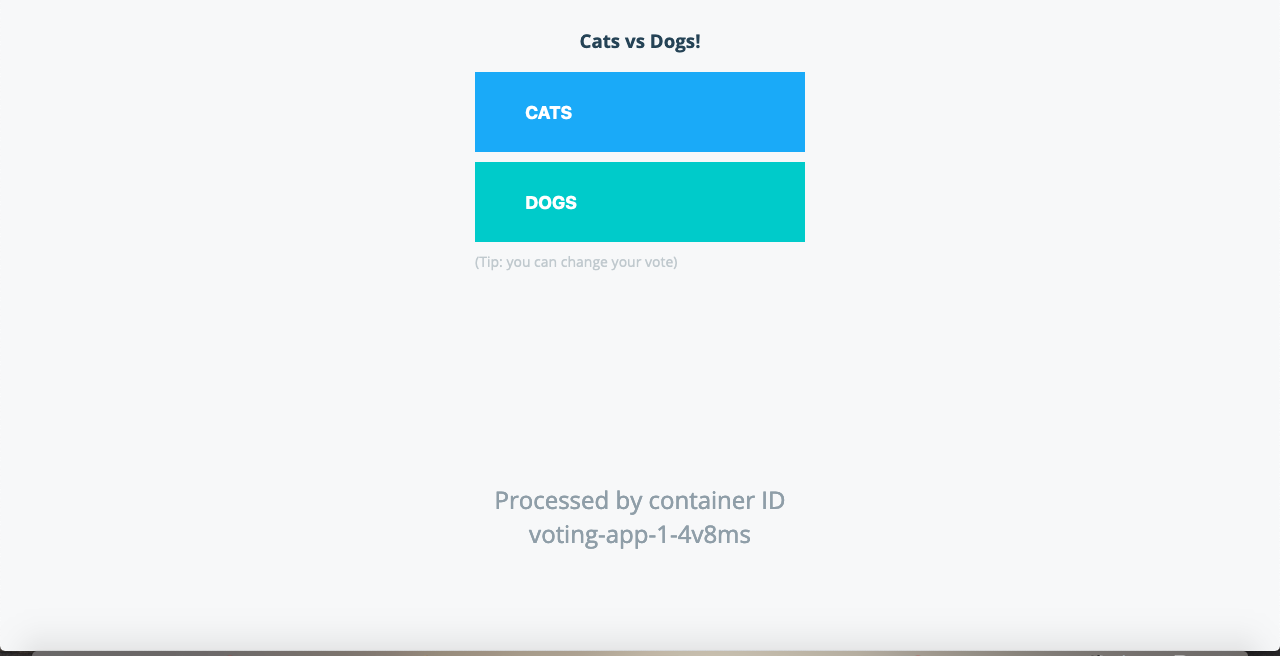 Cats vs Dogs!
CATS
DOGS
(Tip: you can change your vote)
Processed by container ID
voting-app-1-4v8ms